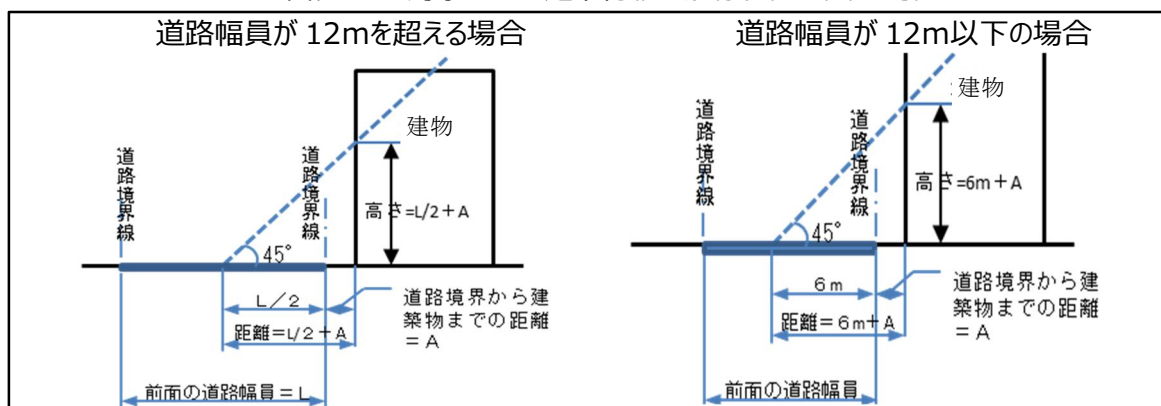 道路幅員が 12mを超える場合
建物
道路境界線
道路境界線
高さ=L/2+A
45°
L/2
距離=L/2+A
道路境界から建
築物までの距離
=A
前面の道路幅員=L
道路幅員が 12m以下の場合
建物
道路境界線
道路境界線
高さ=6m+A
45°
6m
距離=6m+A
道路境界から建
築物までの距離
=A
前面の道路幅員